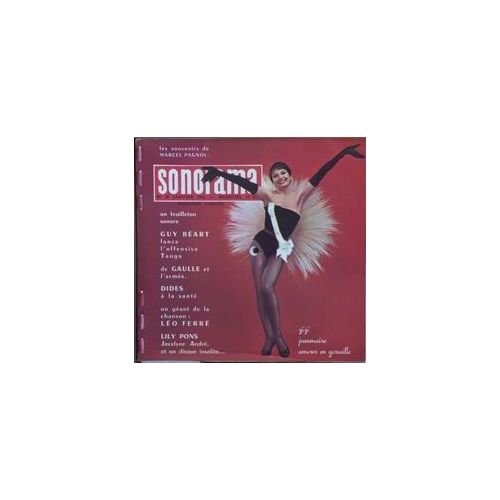 les souvenirs de
MARCEL PAGNOL
sonorama
JANVIER
un feuilleton
sonore
GUY BÉART
lance
l'offensive
Tango
de GAULLE et
l'armée.
DIDES
à la santé
un géant de la
chanson :
LÉO FERRÉ
LILY PONS
Jocelyne, André,
et un disque insolite...
jeanmaire
amour en gouaille